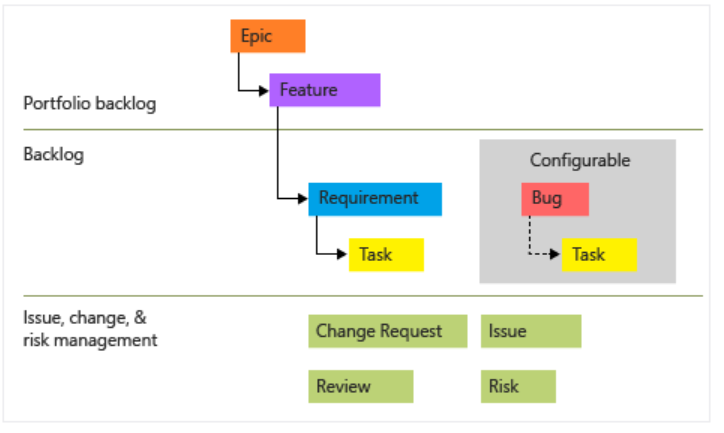 Epic
Feature
Portfolio backlog
Backlog
Configurable
Requirement
Bug
Task
Task
Issue, change, &
risk management
Change Request
Issue
Review
Risk